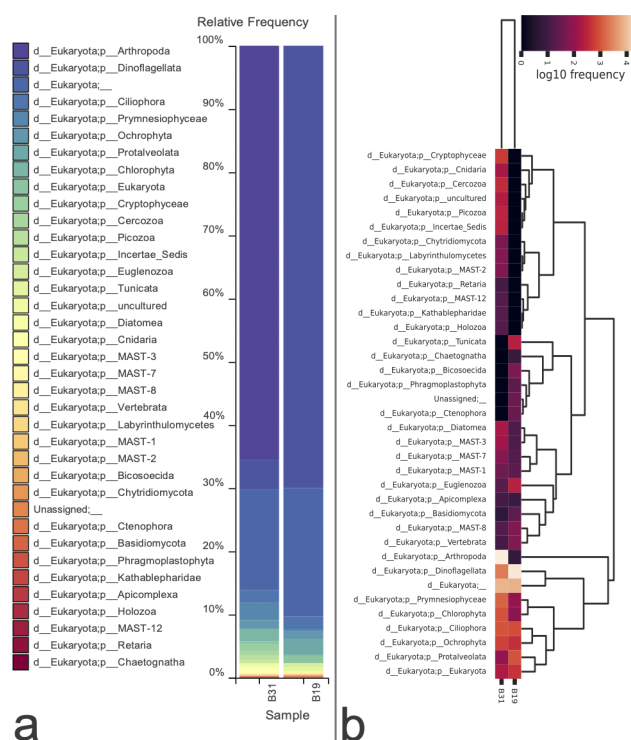 Relative Frequency
d__Eukaryota;p__Arthropoda
d__Eukaryota;p__Dinoflagellata
d__Eukaryota;__
d__Eukaryota;p__Ciliophora
d__Eukaryota;p__Prymnesiophyceae
d__Eukaryota;p__Ochrophyta
d__Eukaryota;p__Protalveolata
d__Eukaryota;p__Chlorophyta
d__Eukaryota;p__Eukaryota
d__Eukaryota;p__Cryptophyceae
d__Eukaryota;p__Cercozoa
d__Eukaryota;p__Picozoa
d__Eukaryota;p__Incertae_Sedis
d__Eukaryota;p__Euglenozoa
d__Eukaryota;p__Tunicata
d__Eukaryota;p__uncultured
d__Eukaryota;p__Diatomea
d__Eukaryota;p__Cnidaria
d__Eukaryota;p__MAST-3
d__Eukaryota;p__MAST-7
d__Eukaryota;p__MAST-8
d__Eukaryota;p__Vertebrata
d__Eukaryota;p__Labyrinthulomycetes
d__Eukaryota;p__MAST-1
d__Eukaryota;p__MAST-2
d__Eukaryota;p__Bicosoecida
d__Eukaryota;p__Chytridiomycota
Unassigned;__
d__Eukaryota;p__Ctenophora
d__Eukaryota;p__Basidiomycota
d__Eukaryota;p__Phragmoplastophyta
d__Eukaryota;p__Kathablepharidae
d__Eukaryota;p__Apicomplexa
d__Eukaryota;p__Holozoa
d__Eukaryota;p__MAST-12
d__Eukaryota;p__Retaria
d__Eukaryota;p__Chaetognatha
100%
90%
80%
70%
60%
50%
40%
30%
20%
10%
0%
B31
B19
Sample
a
0 1 2 3 4
log10 frequency
d__Eukaryota;p__Cryptophyceae
d__Eukaryota;p__Cnidaria
d__Eukaryota;p__Cercozoa
d__Eukaryota;p__uncultured
d__Eukaryota;p__Picozoa
d__Eukaryota;p__Incertae_Sedis
d__Eukaryota;p__Chytridiomycota
d__Eukaryota;p__Labyrinthulomycetes
d__Eukaryota;p__MAST-2
d__Eukaryota;p__Retaria
d__Eukaryota;p__MAST-12
d__Eukaryota;p__Kathablepharidae
d__Eukaryota;p__Holozoa
d__Eukaryota;p__Tunicata
d__Eukaryota;p__Chaetognatha
d__Eukaryota;p__Bicosoecida
d__Eukaryota;p__Phragmoplastophyta
Unassigned;__
d__Eukaryota;p__Ctenophora
d__Eukaryota;p__Diatomea
d__Eukaryota;p__MAST-3
d__Eukaryota;p__MAST-7
d__Eukaryota;p__MAST-1
d__Eukaryota;p__Euglenozoa
d__Eukaryota;p__Apicomplexa
d__Eukaryota;p__Basidiomycota
d__Eukaryota;p__MAST-8
d__Eukaryota;p__Vertebrata
d__Eukaryota;p__Arthropoda
d__Eukaryota;p__Dinoflagellata
d__Eukaryota;__
d__Eukaryota;p__Prymnesiophyceae
d__Eukaryota;p__Chlorophyta
d__Eukaryota;p__Ciliophora
d__Eukaryota;p__Ochrophyta
d__Eukaryota;p__Protalveolata
d__Eukaryota;p__Eukaryota
B31
B19
b